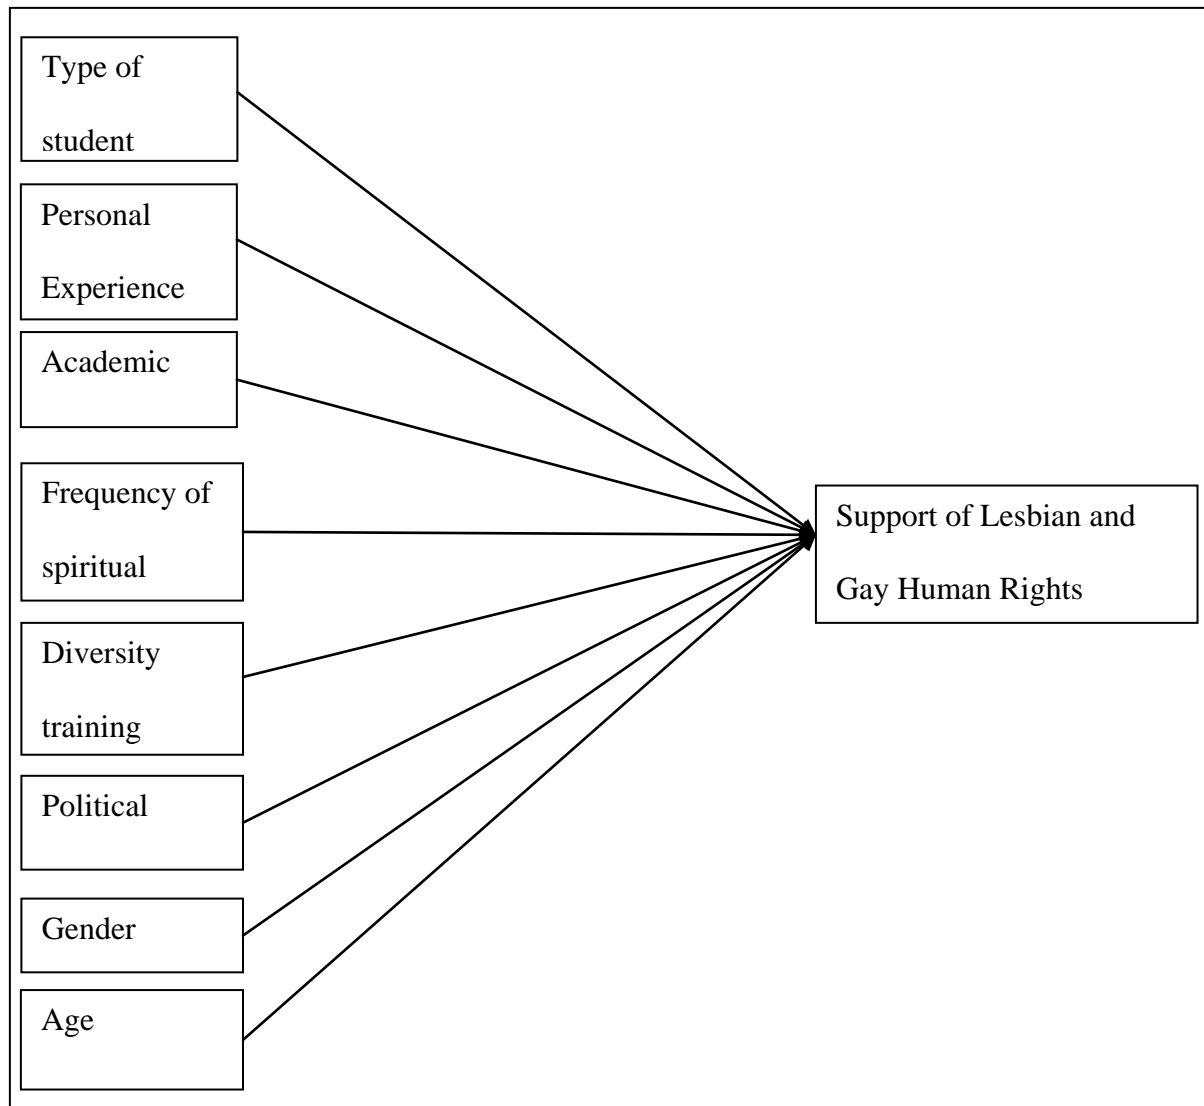 Type of
student
Personal
Experience
Academic
Frequency of
spiritual
Diversity
training
Political
Gender
Age
Support of Lesbian and
Gay Human Rights